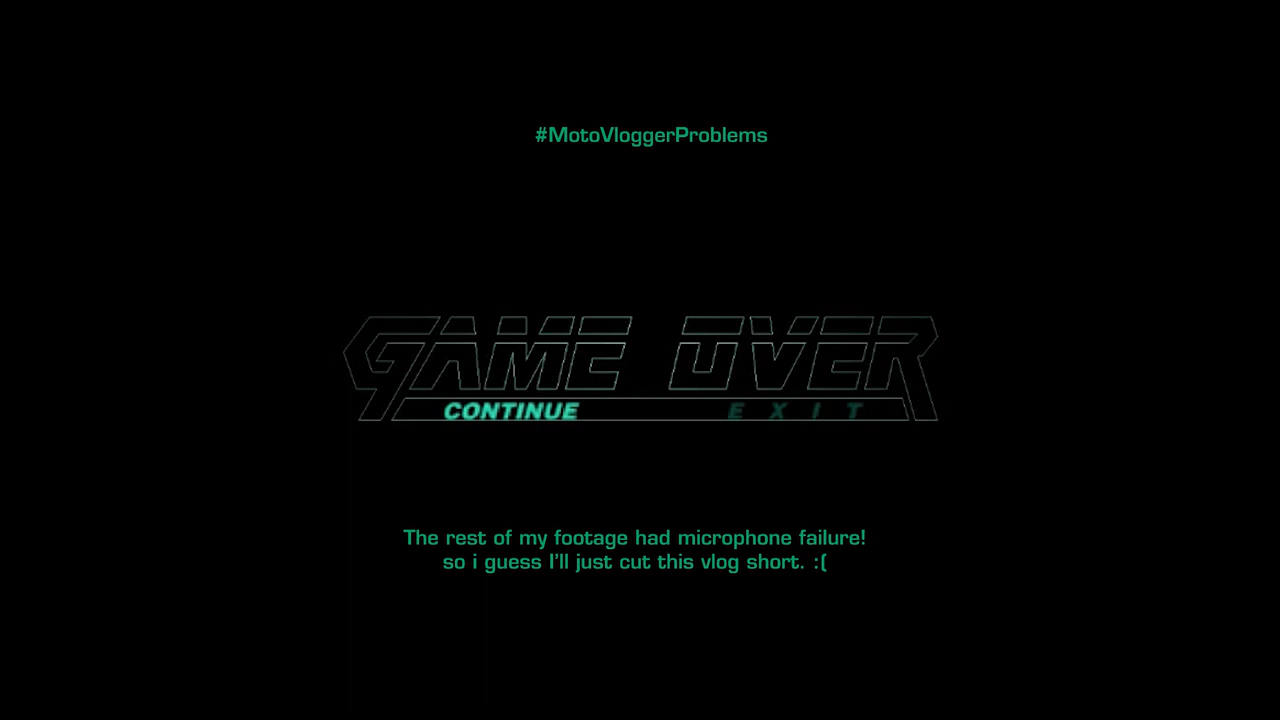 #MotoVloggerProblems
GAME OVER
CONTINUE EXIT
The rest of my footage had microphone failure!
so i guess I'll just cut this vlog short. :(